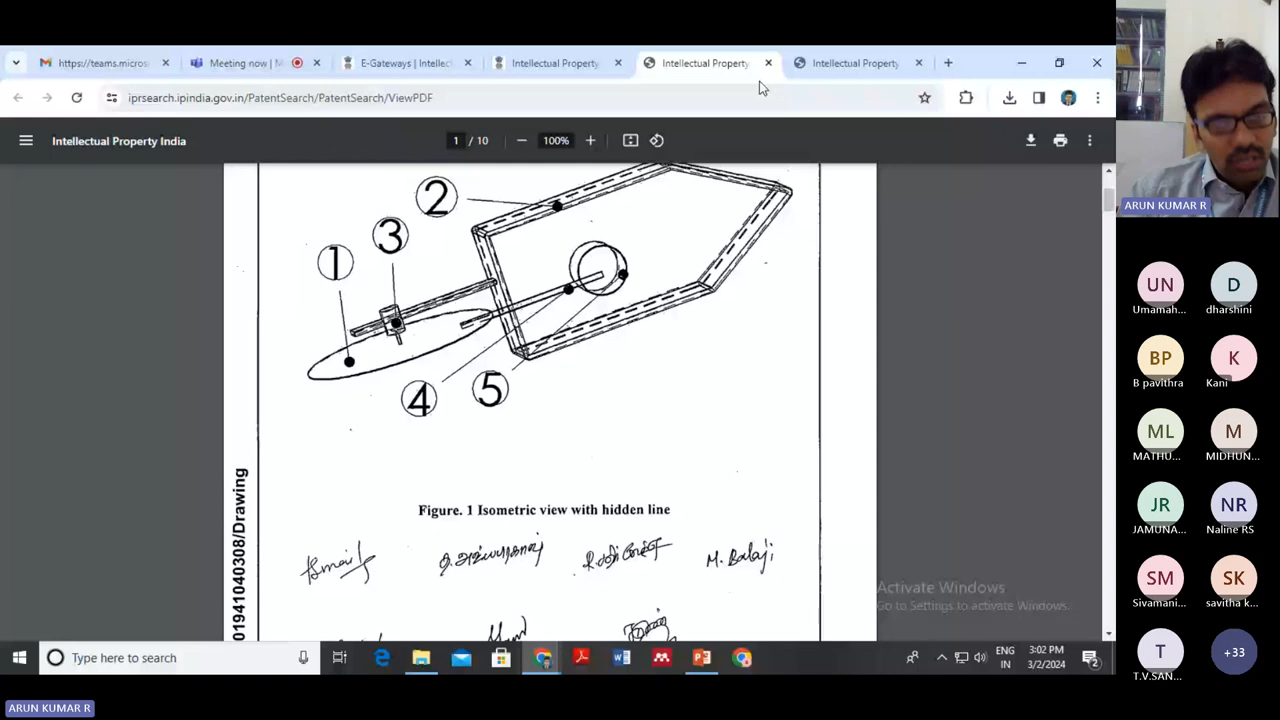 https://teams.micros
Meeting now | M
E-Gateways | Intellec
Intellectual Property
Intellectual Property
Intellectual Property
iprsearch.ipindia.gov.in/PatentSearch/PatentSearch/ViewPDF
Intellectual Property India
1 / 10
100%
2
3
1
4
5
Figure. 1 Isometric view with hidden line
M. Balaji
01941040308/Drawing
Activate Windows
Go to Settings to activate Windows.
Type here to search
ENG
IN
3:02 PM
3/2/2024
2
ARUN KUMAR R
ARUN KUMAR R
UN
Umamah...
D
dharshini
BP
B pavithra
K
Kani
ML
MATHU...
M
MIDHUN...
JR
JAMUNA...
NR
Naline RS
SM
Sivamani...
SK
savitha k...
T
T.V.SAN...
+33